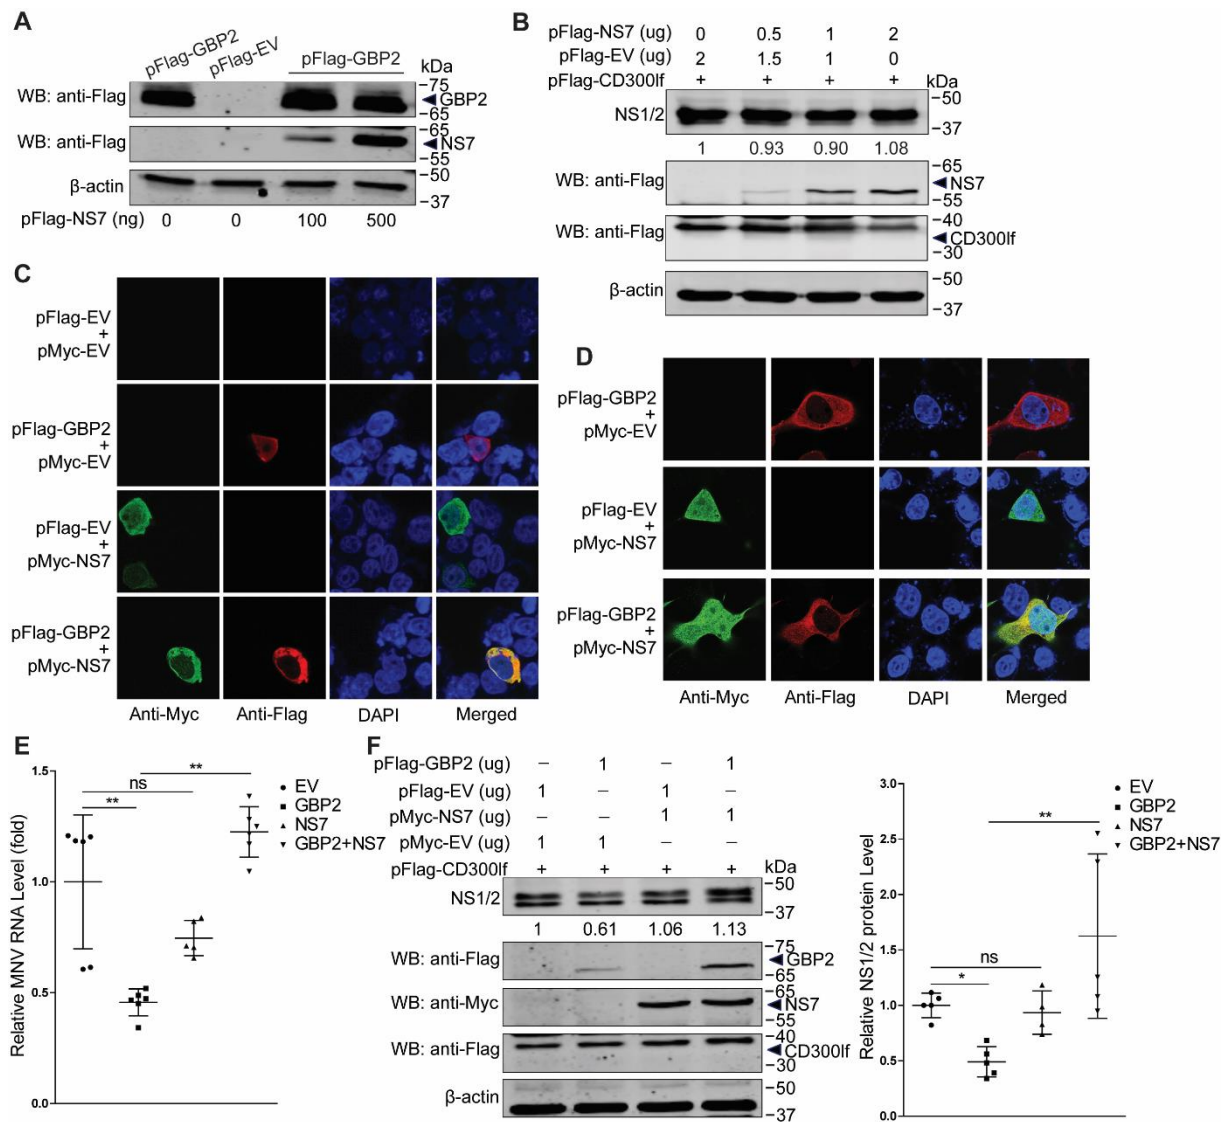 A
pFlag-GBP2
pFlag-EV
pFlag-GBP2
kDa
WB: anti-Flag
75
GBP2
65
WB: anti-Flag
65
NS7
55
β-actin
50
37
pFlag-NS7 (ng)
0
0
100
500
B
pFlag-NS7 (ug) 0 0.5 1 2
pFlag-EV (ug) 2 1.5 1 0
pFlag-CD300lf + + + + kDa
NS1/2
50
37
1 0.93 0.90 1.08
WB: anti-Flag
65
NS7
55
WB: anti-Flag
40
CD300lf
30
β-actin
50
37
C
pFlag-EV
+
pMyc-EV
pFlag-GBP2
+
pMyc-EV
pFlag-EV
+
pMyc-NS7
pFlag-GBP2
+
pMyc-NS7
Anti-Myc Anti-Flag DAPI Merged
D
pFlag-GBP2
+
pMyc-EV
pFlag-EV
+
pMyc-NS7
pFlag-GBP2
+
pMyc-NS7
Anti-Myc Anti-Flag DAPI Merged
E
Relative MNV RNA Level (fold)
1.5
1.0
0.5
0.0
**
ns
**
EV
GBP2
NS7
GBP2+NS7
F
pFlag-GBP2 (ug) – 1 – 1
pFlag-EV (ug) 1 – 1 –
pMyc-NS7 (ug) – – 1 1
pMyc-EV (ug) 1 1 – –
pFlag-CD300lf + + + + kDa
NS1/2
50
37
1 0.61 1.06 1.13
WB: anti-Flag
75
GBP2
65
WB: anti-Myc
65
NS7
55
WB: anti-Flag
40
CD300lf
30
β-actin
50
37
Relative NS1/2 protein Level
3.0
2.5
2.0
1.5
1.0
0.5
0.0
**
ns
*
EV
GBP2
NS7
GBP2+NS7